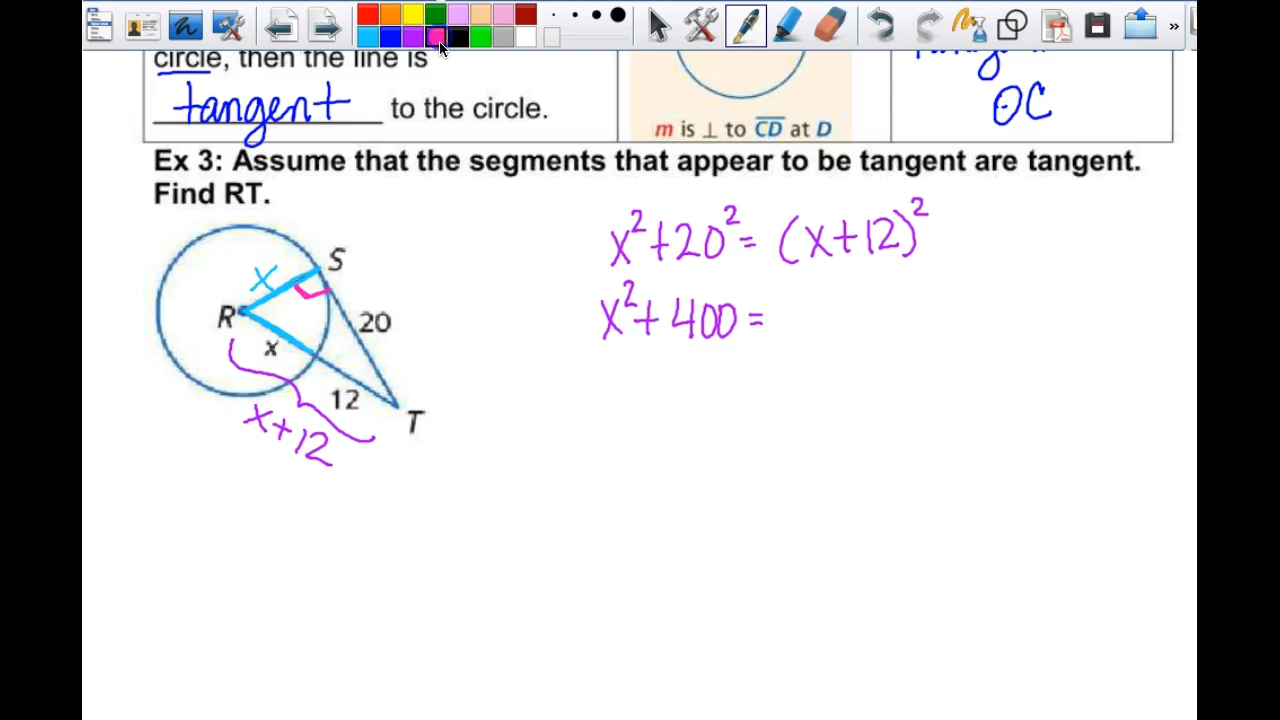 circle, then the line is
tangent to the circle.
m is ⊥ to CD at D
⊙C
Ex 3: Assume that the segments that appear to be tangent are tangent.
Find RT.
x² + 20² = (x+12)²
x² + 400 =
S
x
R
20
x
12
T
x+12